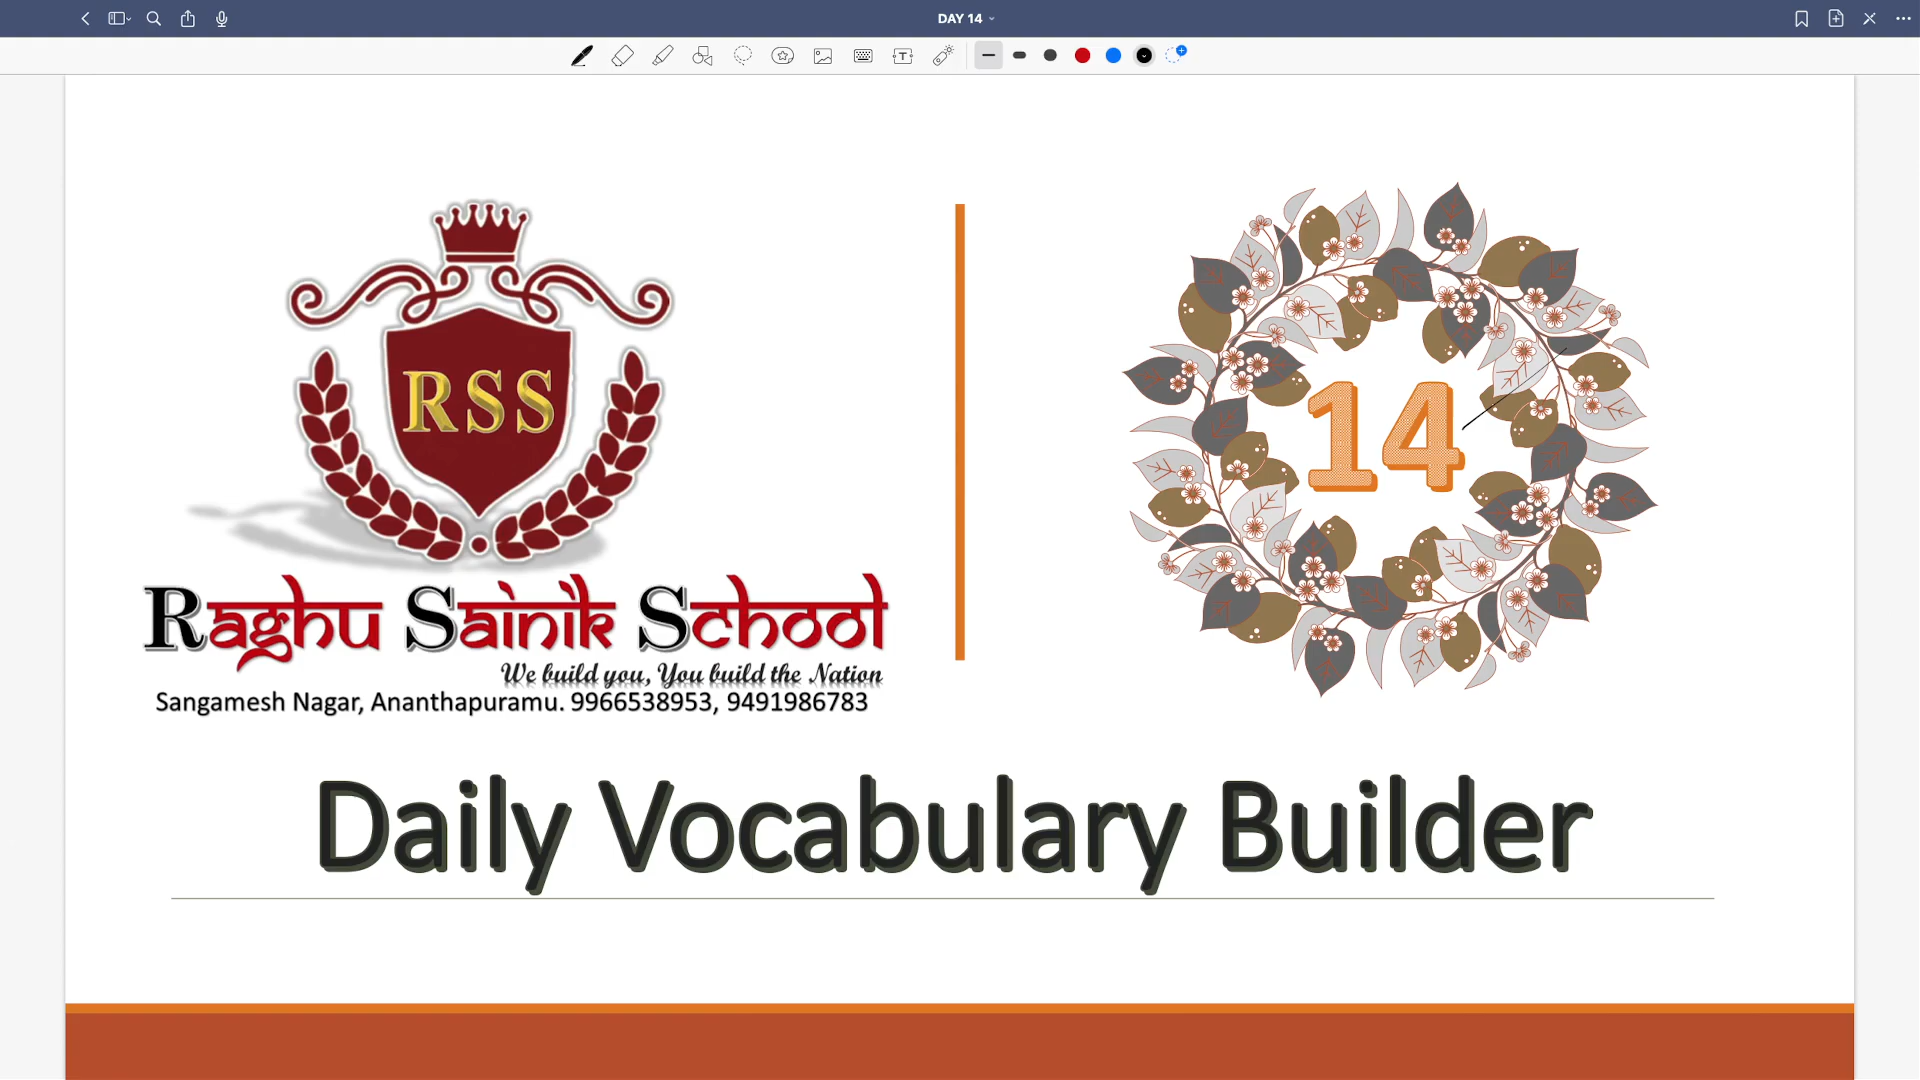 DAY 14
T
RSS
14
Raghu Sainik School
We build you, You build the Nation
Sangamesh Nagar, Ananthapuramu. 9966538953, 9491986783
Daily Vocabulary Builder